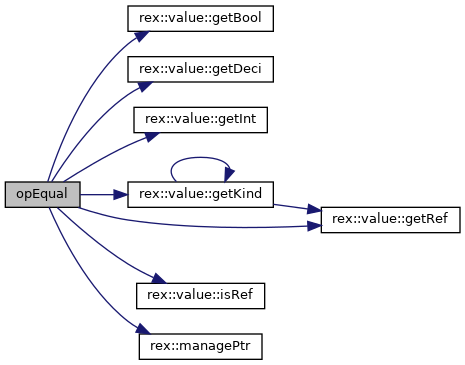 rex::value::getBool
rex::value::getDeci
rex::value::getInt
opEqual
rex::value::getKind
rex::value::getRef
rex::value::isRef
rex::managePtr